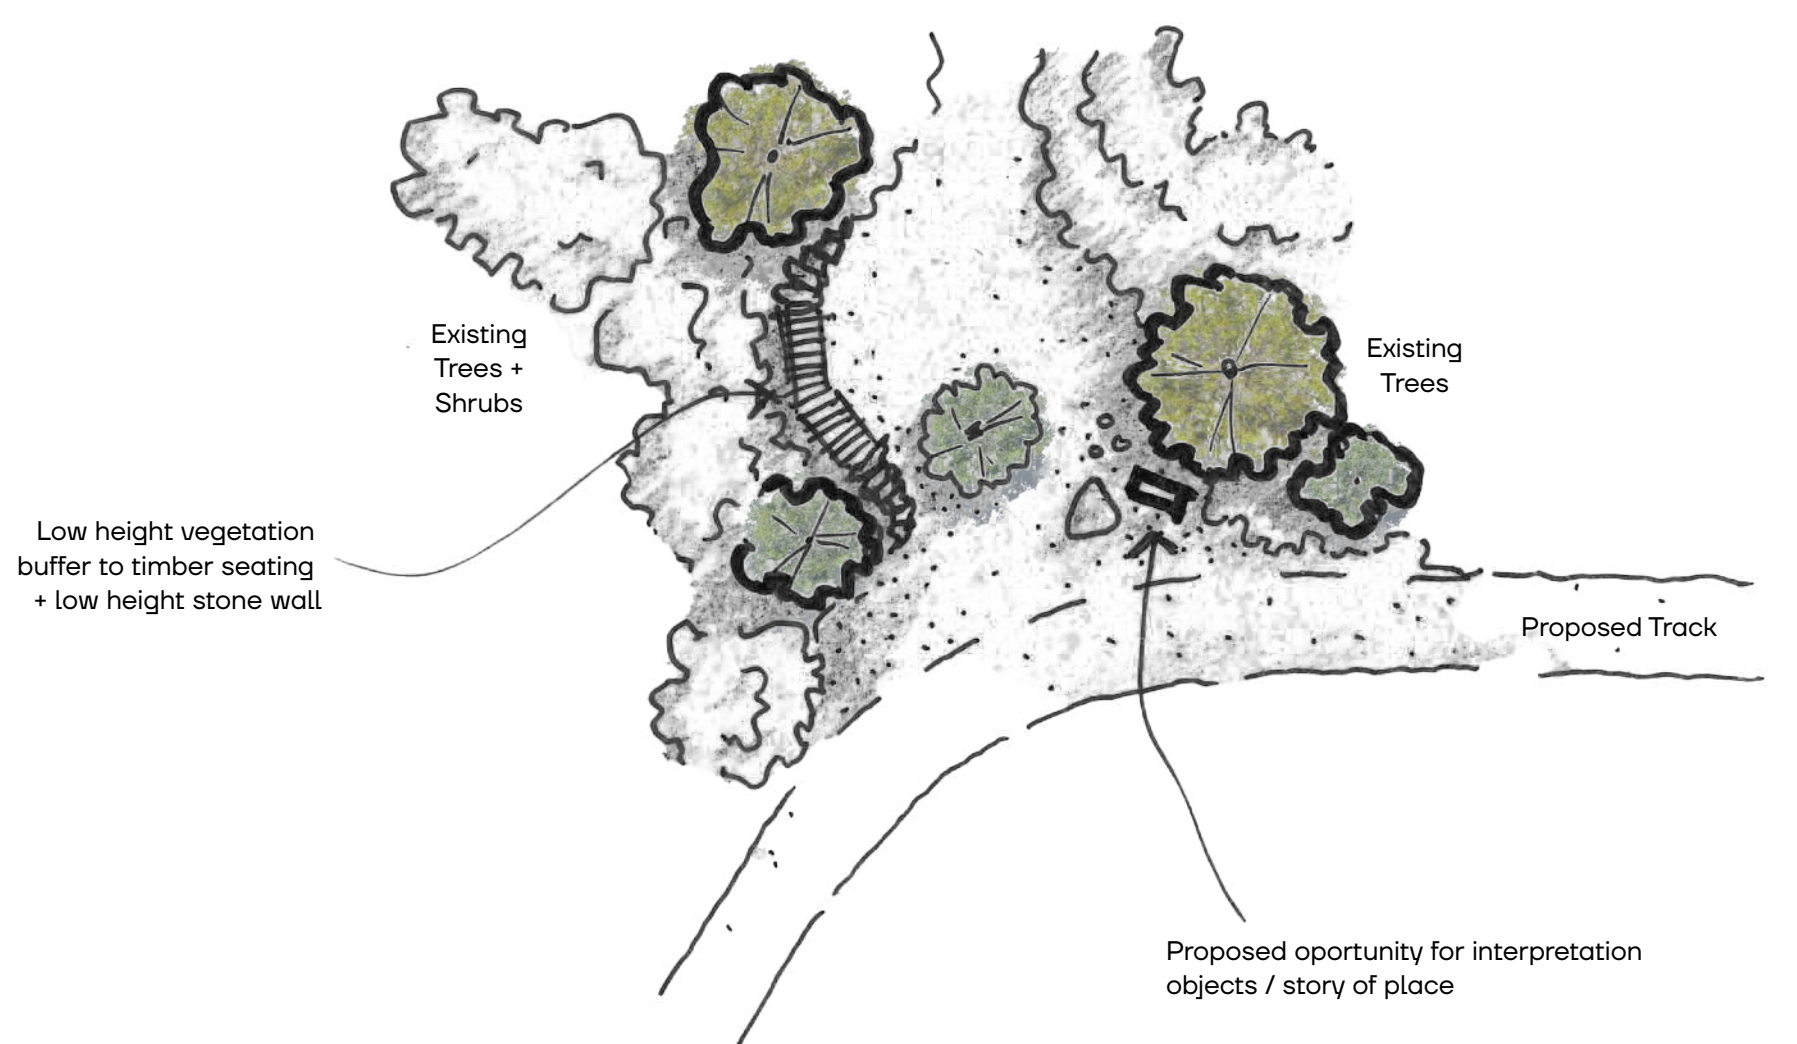 Existing
Trees +
Shrubs
Existing
Trees
Low height vegetation
buffer to timber seating
+ low height stone wall
Proposed Track
Proposed oportunity for interpretation
objects / story of place